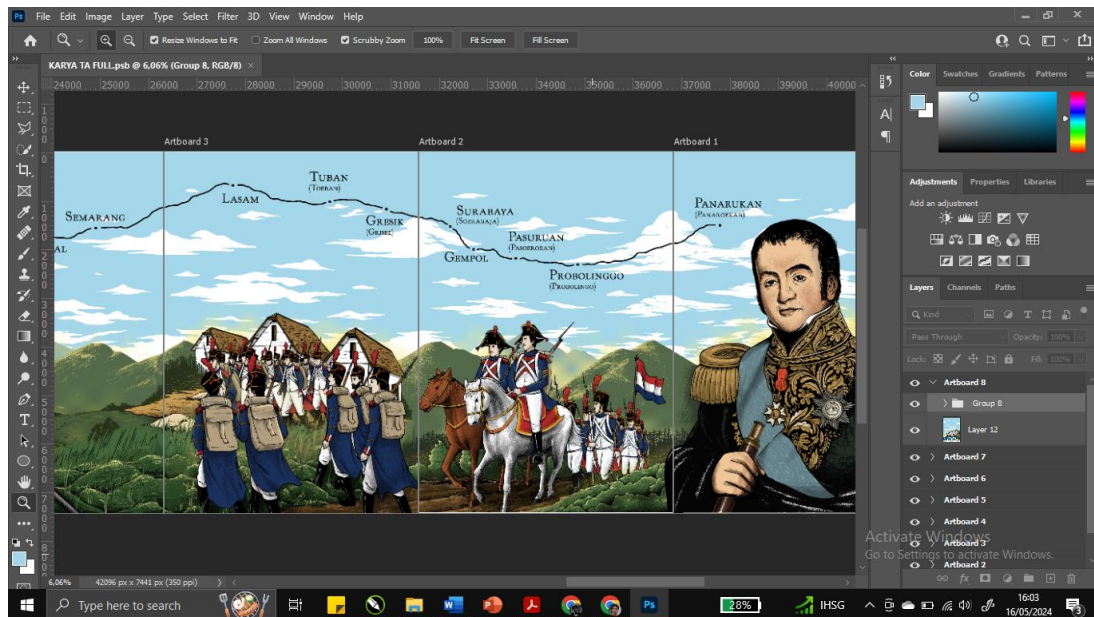 Ps File Edit Image Layer Type Select Filter 3D View Window Help
Resize Windows to Fit Zoom All Windows Scrubby Zoom 100% Fit Screen Fill Screen
KARYA TA FULL.psb @ 6,06% (Group 8, RGB/8) ×
24000 25000 26000 27000 28000 29000 30000 31000 32000 33000 34000 35000 36000 37000 38000 39000 40000
Artboard 3 Artboard 2 Artboard 1
TUBAN
LASAM
SEMARANG
GRESIK
SURABAYA
GEMPOL
PASURUAN
PROBOLINGGO
PANARUKAN
AL
Color Swatches Gradients Patterns
Adjustments Properties Libraries
Add an adjustment
Layers Channels Paths
Kind
Pass Through Opacity: 100%
Lock: Fill: 100%
Artboard 8
Group 8
Layer 12
Artboard 7
Artboard 6
Artboard 5
Artboard 4
Artboard 3
Artboard 2
Activate Windows
Go to Settings to activate Windows.
6,06% 42096 px x 7441 px (350 ppi)
Type here to search
28%
IHSG
16:03
16/05/2024